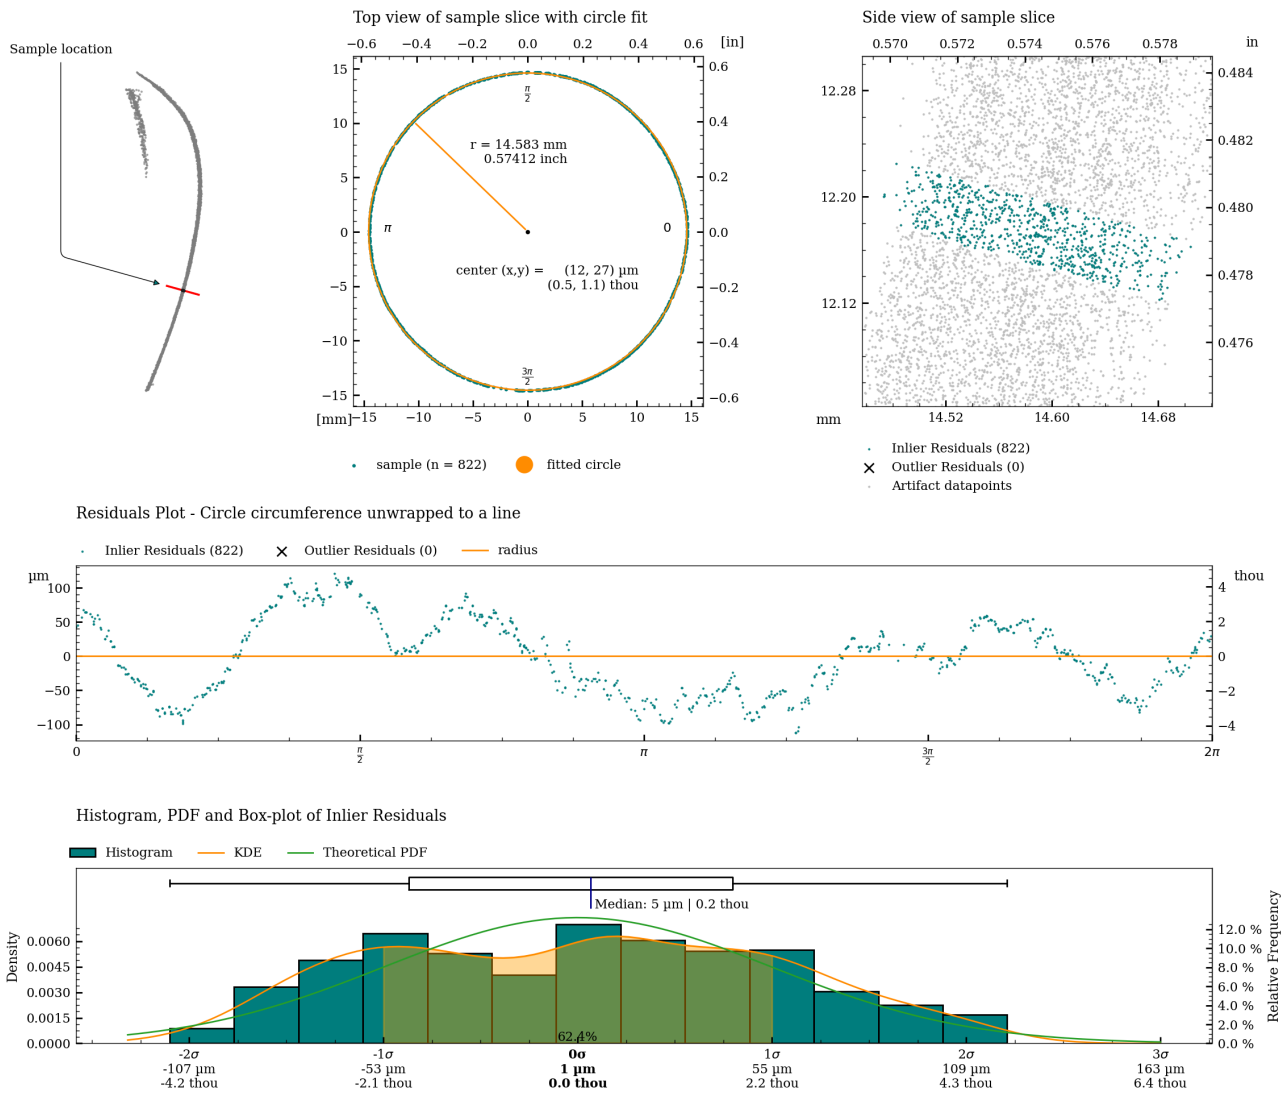 Sample location
Top view of sample slice with circle fit
−0.6 −0.4 −0.2 0.0 0.2 0.4 0.6 [in]
15
10
5
0
−5
−10
−15
0.6
0.4
0.2
0.0
−0.2
−0.4
−0.6
π/2
r = 14.583 mm
0.57412 inch
π
0
center (x,y) = (12, 27) µm
(0.5, 1.1) thou
3π/2
[mm] −15 −10 −5 0 5 10 15
sample (n = 822) fitted circle
Side view of sample slice
0.570 0.572 0.574 0.576 0.578 in
12.28
12.20
12.12
0.484
0.482
0.480
0.478
0.476
mm 14.52 14.60 14.68
Inlier Residuals (822)
Outlier Residuals (0)
Artifact datapoints
Residuals Plot - Circle circumference unwrapped to a line
Inlier Residuals (822) Outlier Residuals (0) radius
µm
100
50
0
−50
−100
thou
4
2
0
−2
−4
0 π/2 π 3π/2 2π
Histogram, PDF and Box-plot of Inlier Residuals
Histogram KDE Theoretical PDF
Median: 5 µm | 0.2 thou
Density
0.0060
0.0045
0.0030
0.0015
0.0000
Relative Frequency
12.0 %
10.0 %
8.0 %
6.0 %
4.0 %
2.0 %
0.0 %
62.4%
-2σ -1σ 0σ 1σ 2σ 3σ
-107 µm -53 µm 1 µm 55 µm 109 µm 163 µm
-4.2 thou -2.1 thou 0.0 thou 2.2 thou 4.3 thou 6.4 thou